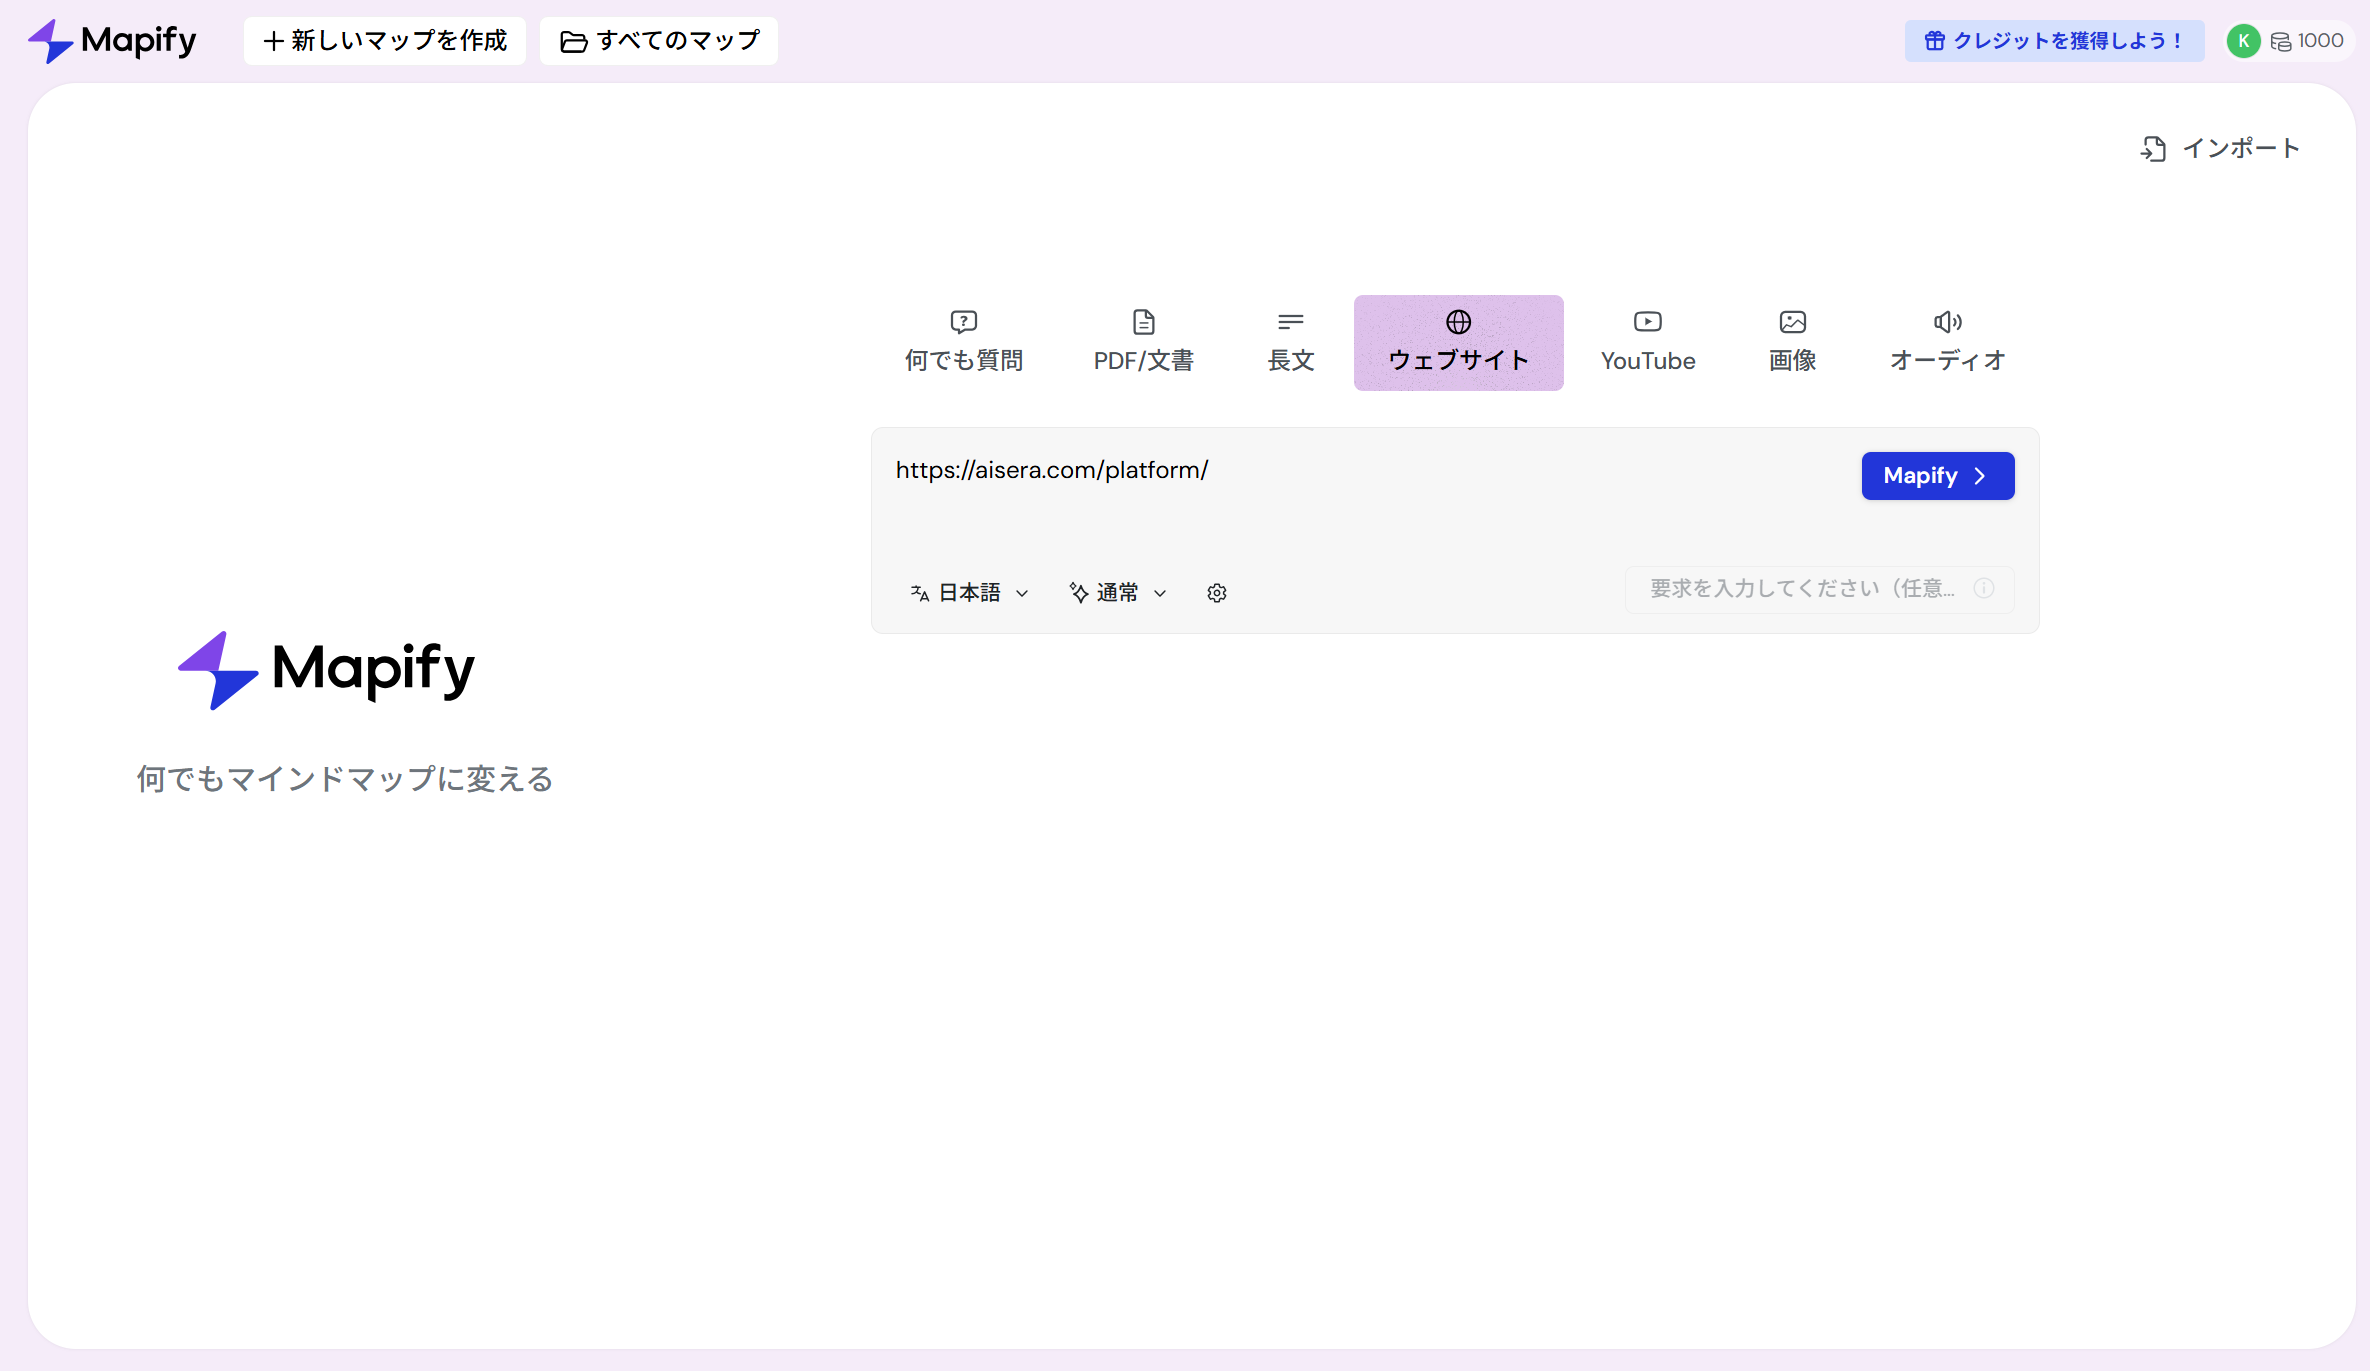 Mapify
新しいマップを作成
すべてのマップ
クレジットを獲得しよう！
K
1000
インポート
何でも質問
PDF/文書
長文
ウェブサイト
YouTube
画像
オーディオ
https://aisera.com/platform/
Mapify
日本語
通常
要求を入力してください（任意...
Mapify
何でもマインドマップに変える